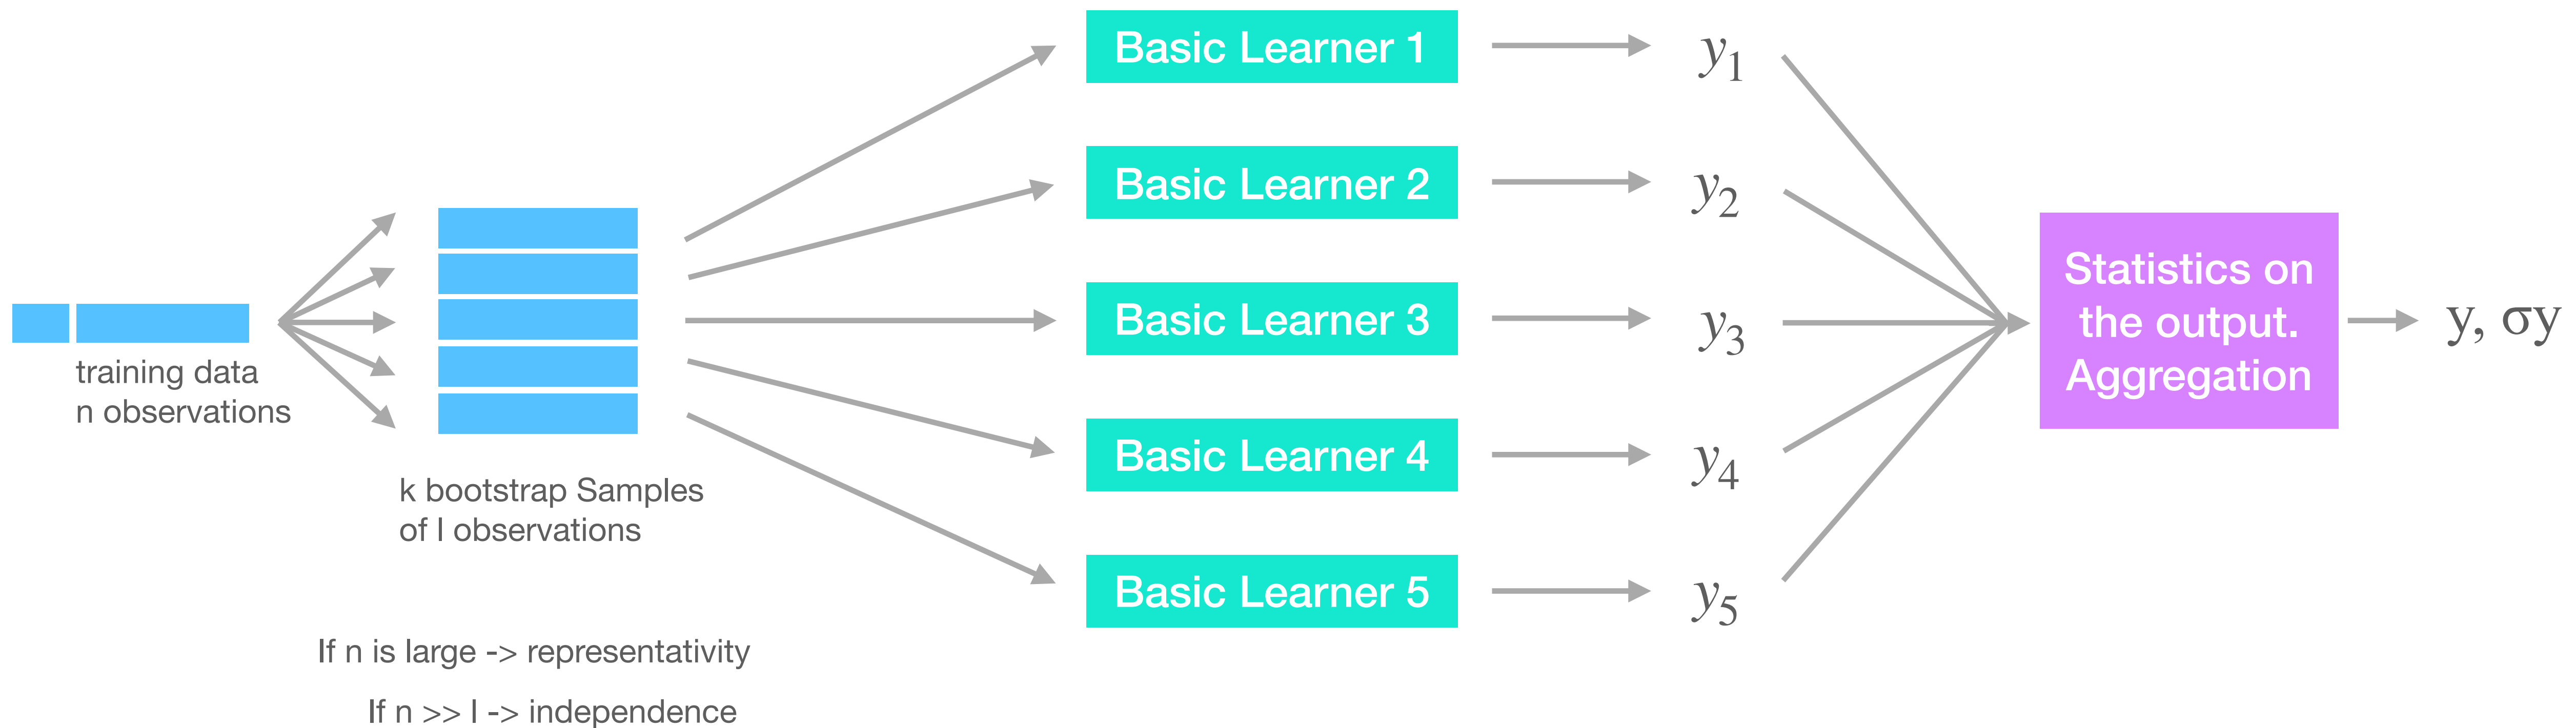 training data
n observations
k bootstrap Samples
of l observations
If n is large -> representativity
If n >> l -> independence
Basic Learner 1
Basic Learner 2
Basic Learner 3
Basic Learner 4
Basic Learner 5
y1
y2
y3
y4
y5
Statistics on
the output.
Aggregation
y, σy